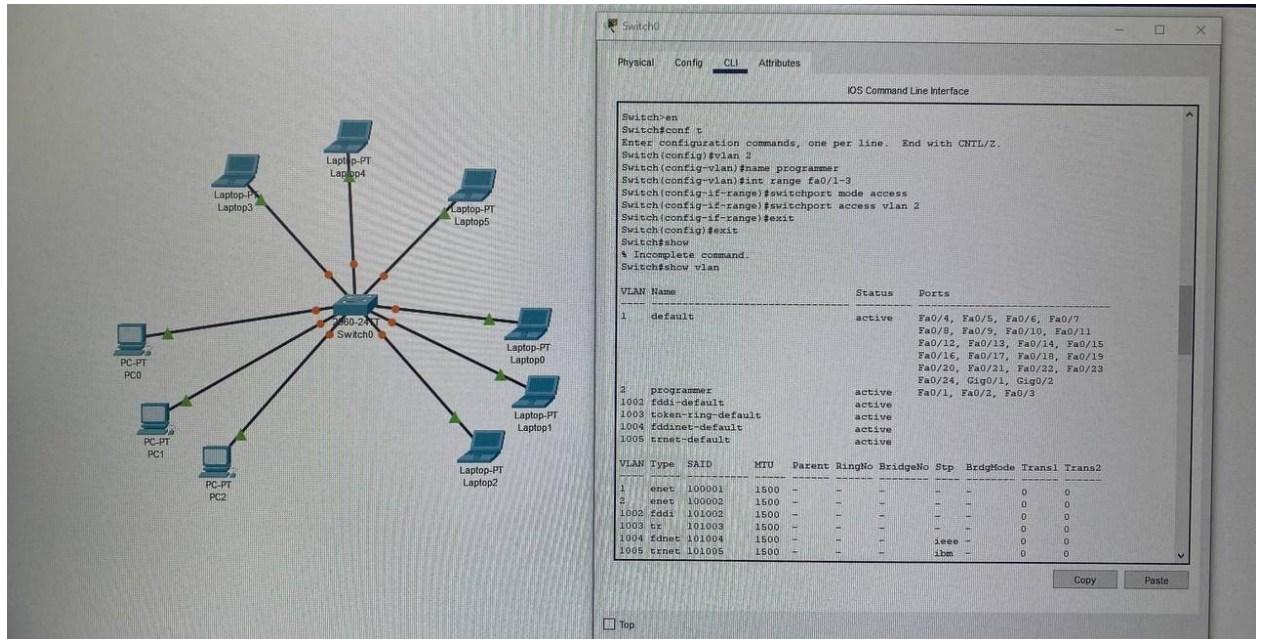 Switch0
Physical Config CLI Attributes
IOS Command Line Interface
Switch>en
Switch#conf t
Enter configuration commands, one per line. End with CNTL/Z.
Switch(config)#vlan 2
Switch(config-vlan)#name programmer
Switch(config-vlan)#int range fa0/1-3
Switch(config-if-range)#switchport mode access
Switch(config-if-range)#switchport access vlan 2
Switch(config-if-range)#exit
Switch(config)#exit
Switch#show
% Incomplete command.
Switch#show vlan
VLAN Name Status Ports
---- -------------------------------- --------- -------------------------------
1 default active Fa0/4, Fa0/5, Fa0/6, Fa0/7
Fa0/8, Fa0/9, Fa0/10, Fa0/11
Fa0/12, Fa0/13, Fa0/14, Fa0/15
Fa0/16, Fa0/17, Fa0/18, Fa0/19
Fa0/20, Fa0/21, Fa0/22, Fa0/23
Fa0/24, Gig0/1, Gig0/2
2 programmer active Fa0/1, Fa0/2, Fa0/3
1002 fddi-default active
1003 token-ring-default active
1004 fddinet-default active
1005 trnet-default active
VLAN Type SAID MTU Parent RingNo BridgeNo Stp BrdgMode Trans1 Trans2
---- ----- ---------- ----- ------ ------ -------- ---- -------- ------ ------
1 enet 100001 1500 - - - - - 0 0
2 enet 100002 1500 - - - - - 0 0
1002 fddi 101002 1500 - - - - - 0 0
1003 tr 101003 1500 - - - - - 0 0
1004 fdnet 101004 1500 - - - ieee - 0 0
1005 trnet 101005 1500 - - - ibm - 0 0
Copy Paste
Top
Laptop-PT
Laptop4
Laptop-PT
Laptop3
Laptop-PT
Laptop5
2960-24TT
Switch0
Laptop-PT
Laptop0
PC-PT
PC0
Laptop-PT
Laptop1
PC-PT
PC1
Laptop-PT
Laptop2
PC-PT
PC2